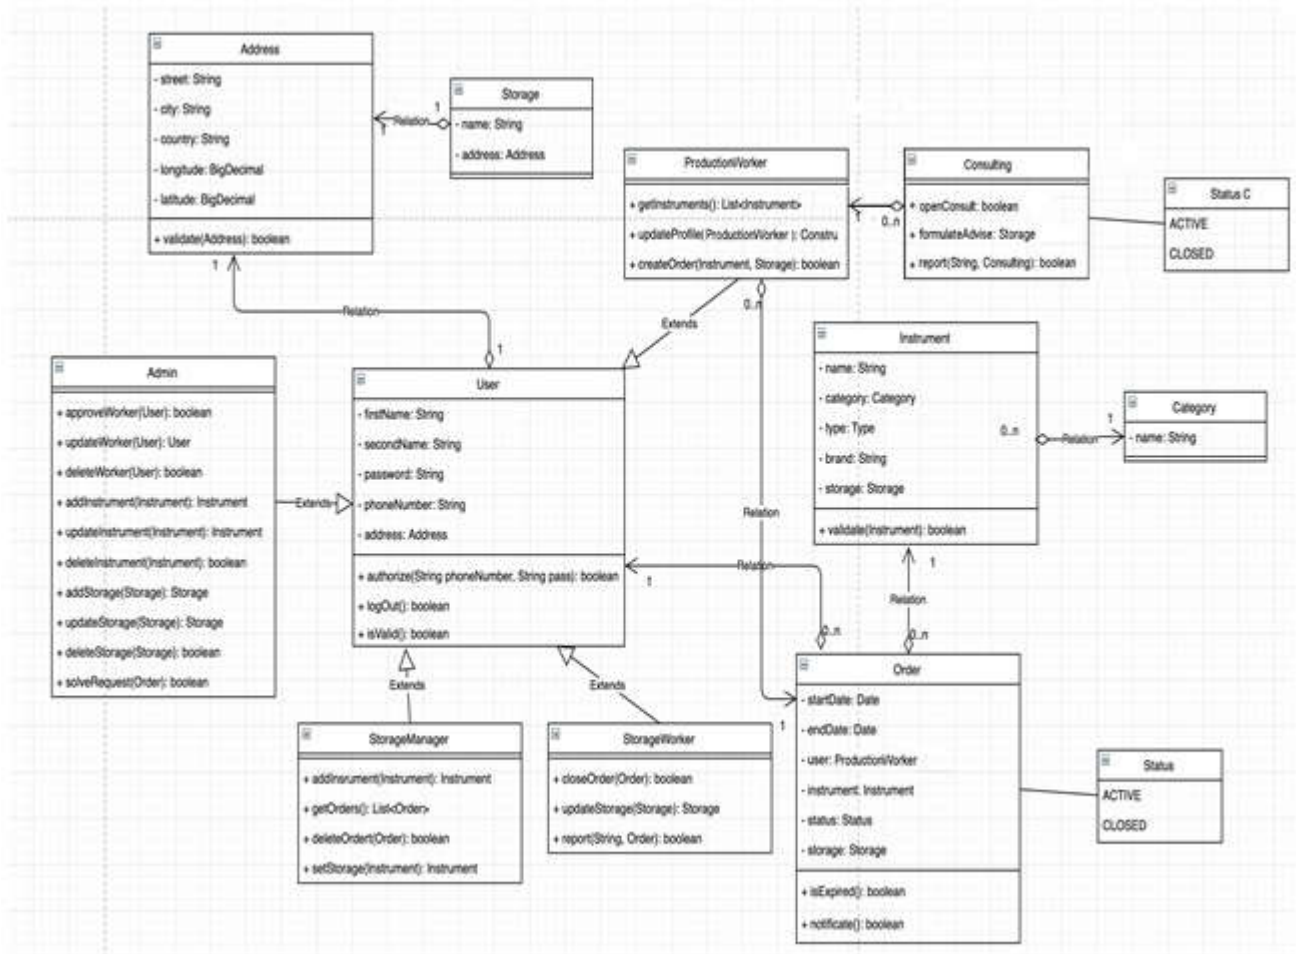 Address
- street: String
- city: String
- country: String
- longitude: BigDecimal
- latitude: BigDecimal
+ validate(Address): boolean
1
Relation
1
1
Storage
- name: String
- address: Address
ProductionWorker
+ getInstruments(): List<Instrument>
+ updateProfile( ProductionWorker ): Constru
+ createOrder(Instrument, Storage): boolean
1
0..n
Consulting
+ openConsult: boolean
+ formulateAdvise: Storage
+ report(String, Consulting): boolean
Status C
ACTIVE
CLOSED
Relation
1
Extends
0..n
Admin
+ approveWorker(User): boolean
+ updateWorker(User): User
+ deleteWorker(User): boolean
+ addInstrument(Instrument): Instrument
+ updateInstrument(Instrument): Instrument
+ deleteInstrument(Instrument): boolean
+ addStorage(Storage): Storage
+ updateStorage(Storage): Storage
+ deleteStorage(Storage): boolean
+ solveRequest(Order): boolean
Extends
User
- firstName: String
- secondName: String
- password: String
- phoneNumber: String
- address: Address
+ authorize(String phoneNumber, String pass): boolean
+ logOut(): boolean
+ isValid(): boolean
Instrument
- name: String
- category: Category
- type: Type
- brand: String
- storage: Storage
+ validate(Instrument): boolean
0..n
Relation
1
Category
- name: String
Relation
Relation
1
0..n
1
Relation
0..n
Extends
Extends
StorageManager
+ addInsrument(Instrument): Instrument
+ getOrders(): List<Order>
+ deleteOrdert(Order): boolean
+ setStorage(Instrument): Instrument
StorageWorker
+ closeOrder(Order): boolean
+ updateStorage(Storage): Storage
+ report(String, Order): boolean
1
Order
- startDate: Date
- endDate: Date
- user: ProductionWorker
- instrument: Instrument
- status: Status
- storage: Storage
+ isExpired(): boolean
+ notificate(): boolean
Status
ACTIVE
CLOSED